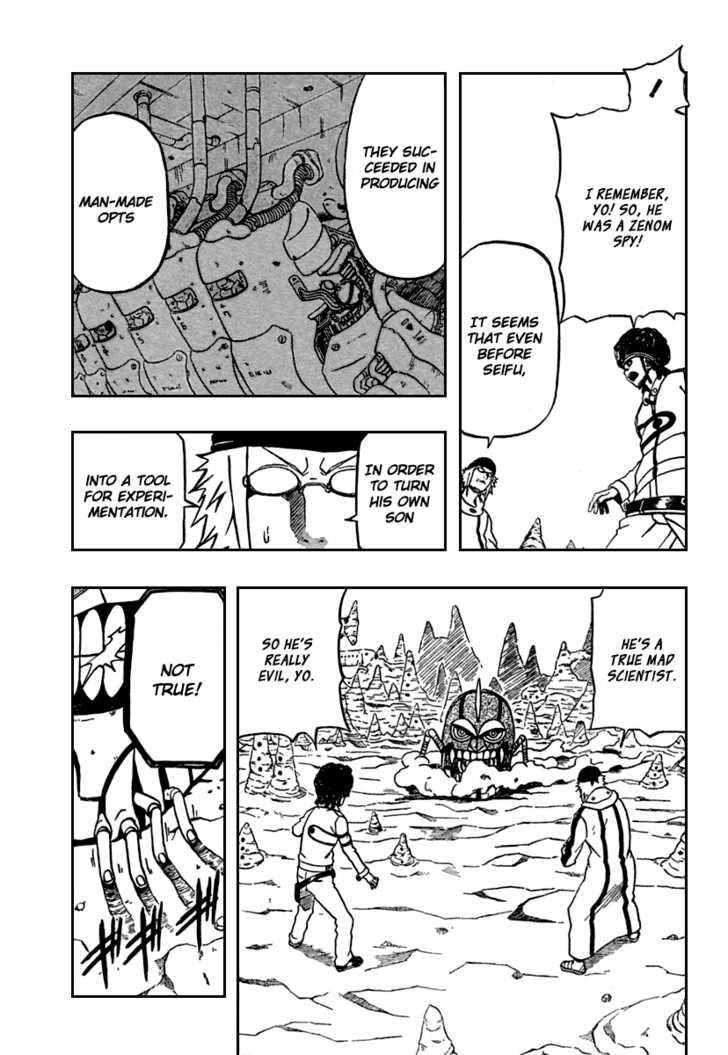 !
I REMEMBER,
YO! SO, HE
WAS A ZENOM
SPY!
IT SEEMS
THAT EVEN
BEFORE
SEIFU,
THEY SUC-
CEEDED IN
PRODUCING
MAN-MADE
OPTS
IN ORDER
TO TURN
HIS OWN
SON
INTO A TOOL
FOR EXPERI-
MENTATION.
HE'S A
TRUE MAD
SCIENTIST.
SO HE'S
REALLY
EVIL, YO.
NOT
TRUE!